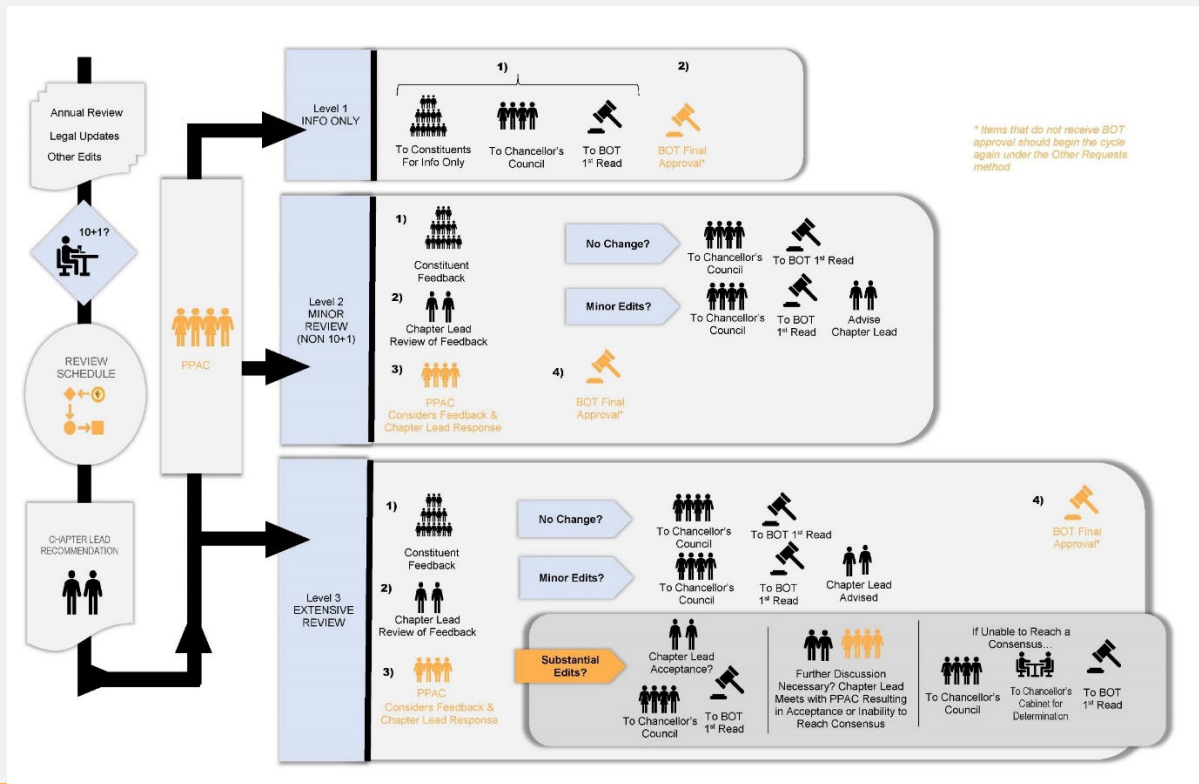 Annual Review
Legal Updates
Other Edits
10+1?
REVIEW
SCHEDULE
CHAPTER LEAD
RECOMMENDATION
PPAC
Level 1
INFO ONLY
1)
To Constituents
For Info Only
To Chancellor's
Council
To BOT
1st Read
2)
BOT Final
Approval*
* Items that do not receive BOT
approval should begin the cycle
again under the Other Requests
method.
Level 2
MINOR
REVIEW
(NON 10+1)
1)
Constituent
Feedback
2)
Chapter Lead
Review of Feedback
3)
PPAC
Considers Feedback &
Chapter Lead Response
No Change?
To Chancellor's
Council
To BOT 1st Read
Minor Edits?
To Chancellor's
Council
To BOT
1st Read
Advise
Chapter Lead
4)
BOT Final
Approval*
Level 3
EXTENSIVE
REVIEW
1)
Constituent
Feedback
2)
Chapter Lead
Review of Feedback
3)
PPAC
Considers Feedback &
Chapter Lead Response
No Change?
To Chancellor's
Council
To BOT 1st Read
Minor Edits?
To Chancellor's
Council
To BOT
1st Read
Chapter Lead
Advised
4)
BOT Final
Approval*
Substantial
Edits?
Chapter Lead
Acceptance?
To Chancellor's
Council
To BOT
1st Read
Further Discussion
Necessary? Chapter Lead
Meets with PPAC Resulting
in Acceptance or Inability to
Reach Consensus
If Unable to Reach a
Consensus...
To Chancellor's
Council
To Chancellor's
Cabinet for
Determination
To BOT
1st Read